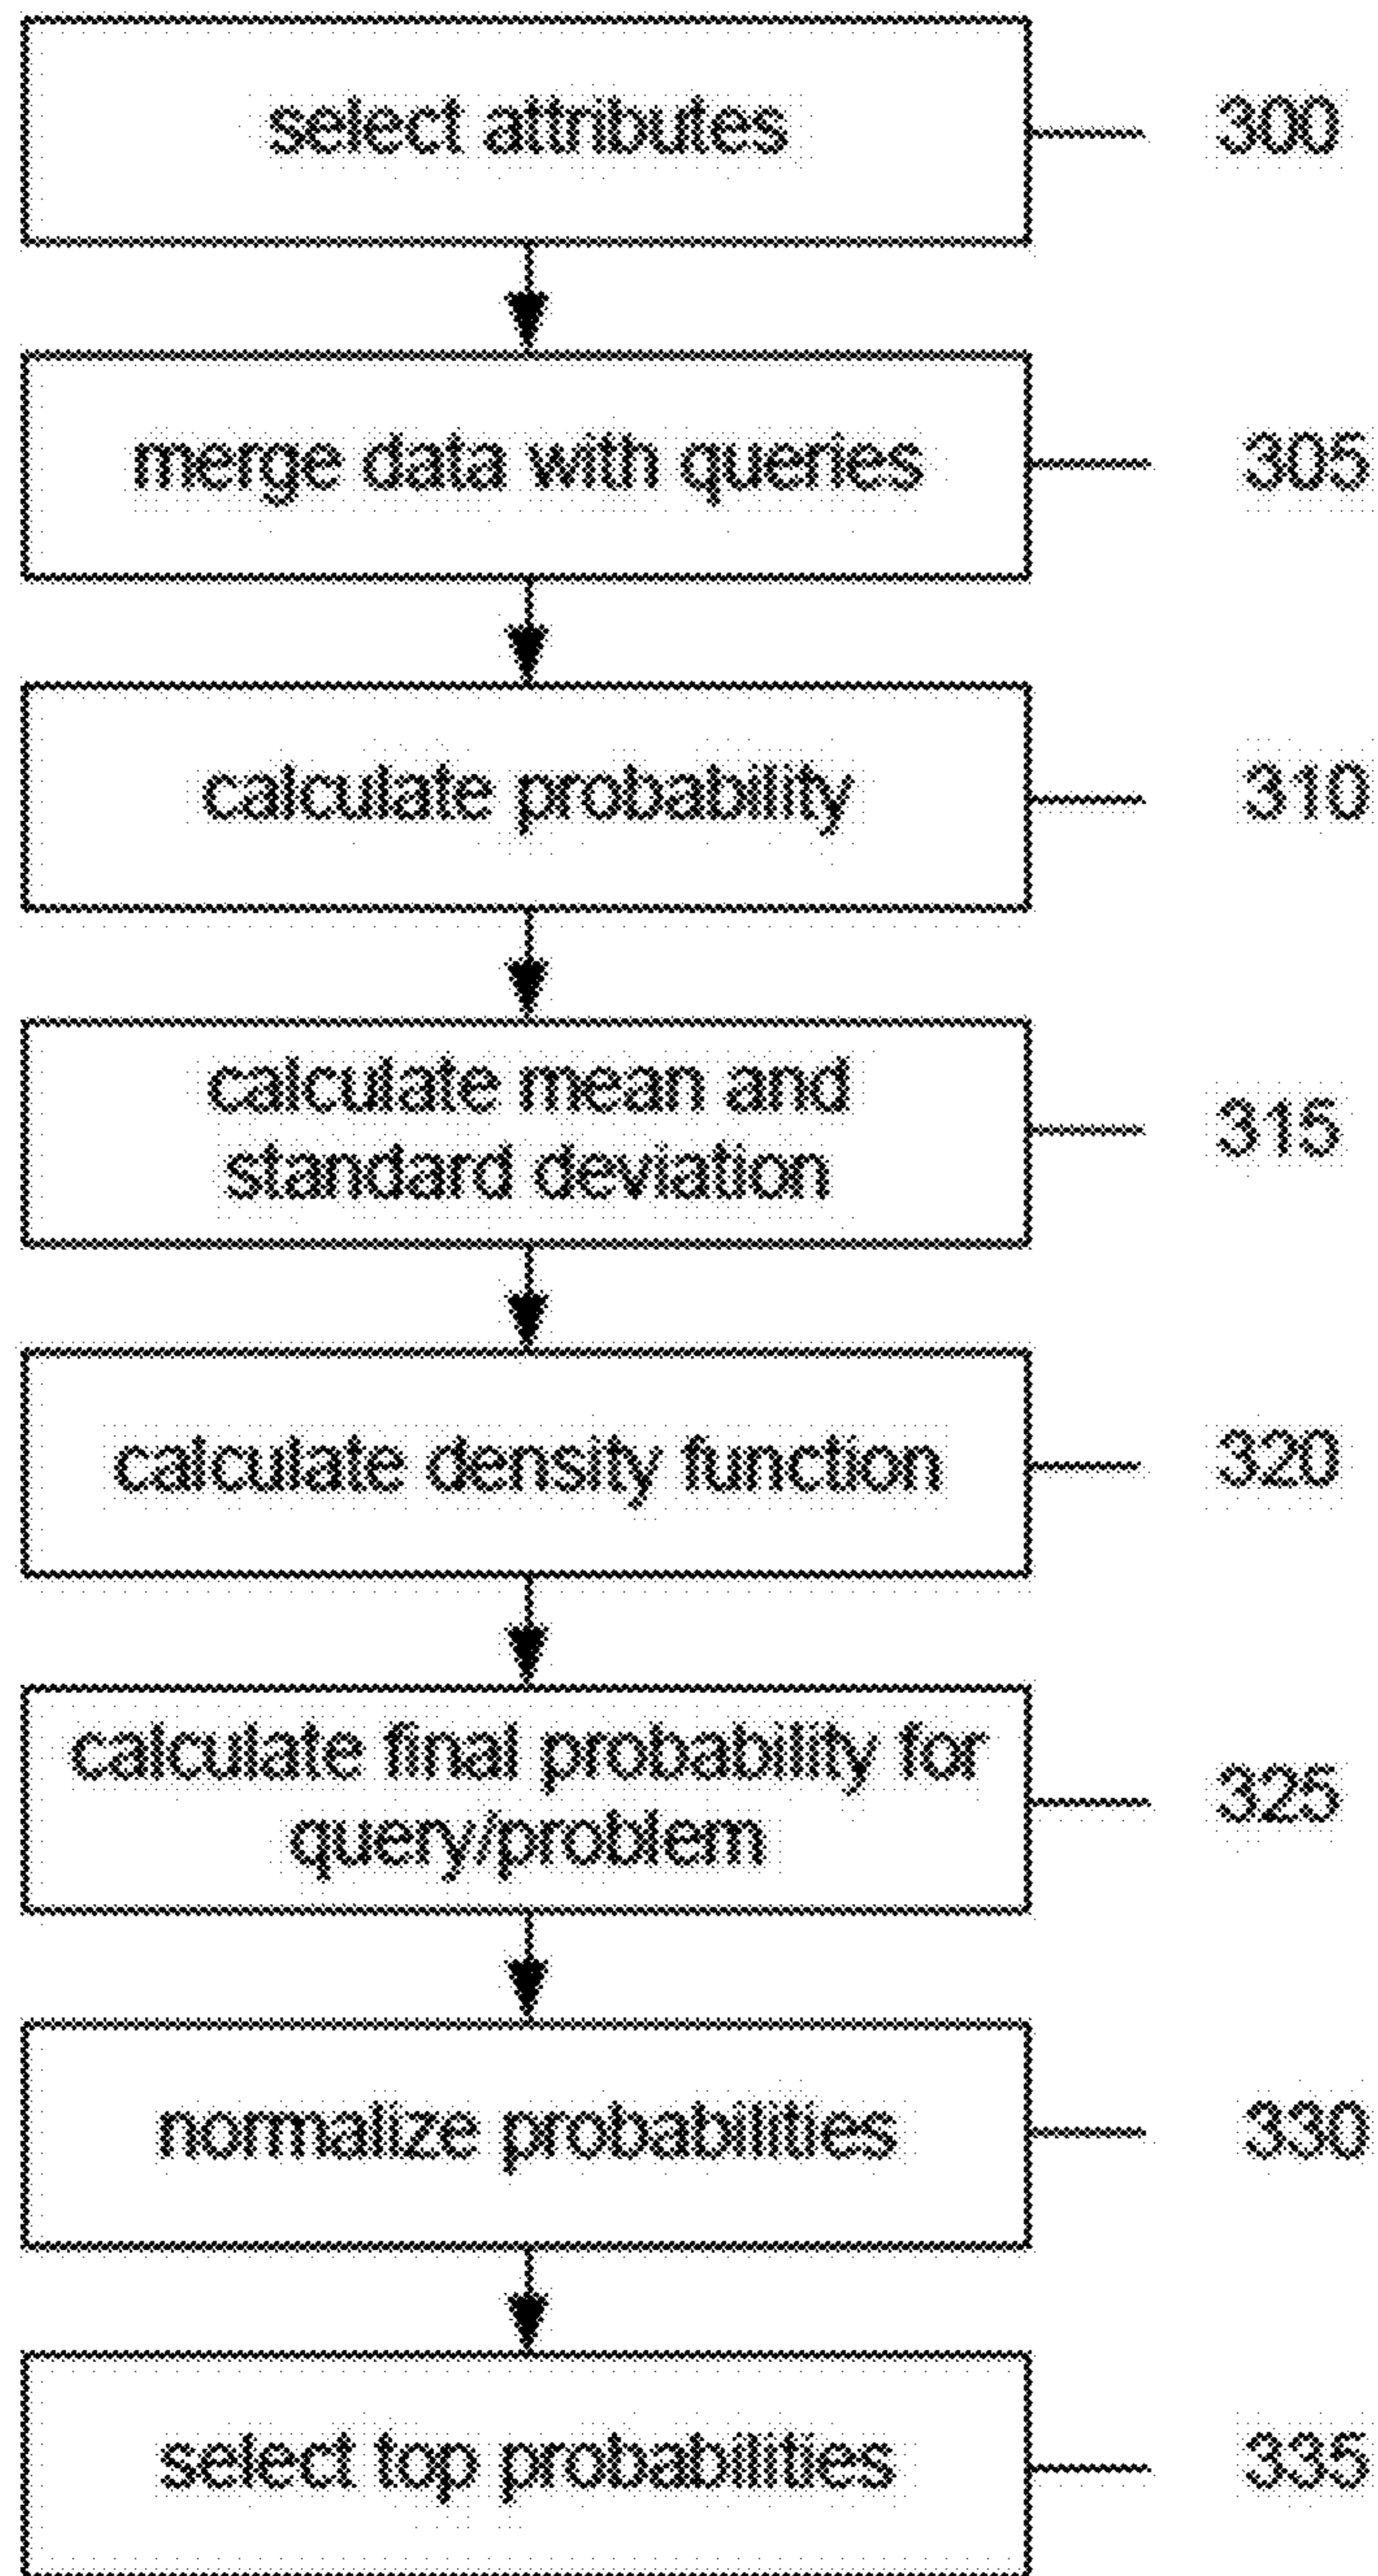 select attributes
300
merge data with queries
305
calculate probability
310
calculate mean and
standard deviation
315
calculate density function
320
calculate final probability for
query/problem
325
normalize probabilities
330
select top probabilities
335